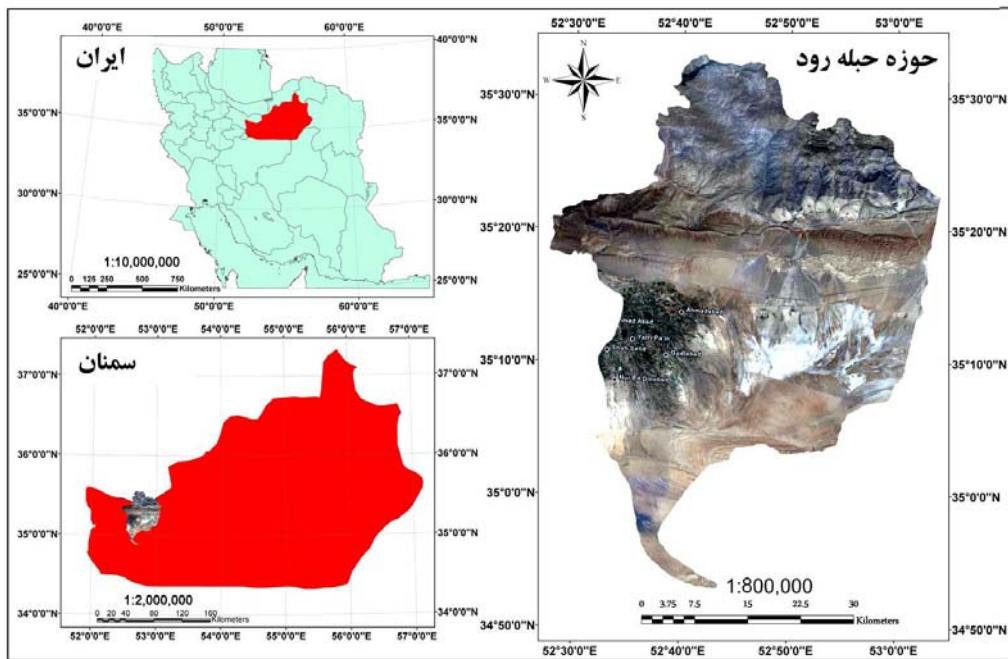 50°0'0"E 60°0'0"E
40°0'0"N
40°0'0"N
ایران
35°0'0"N
35°0'0"N
30°0'0"N
30°0'0"N
1:10,000,000
25°0'0"N
25°0'0"N
0 125 250 500 750
Kilometers
40°0'0"E 50°0'0"E 60°0'0"E
52°0'0"E 53°0'0"E 54°0'0"E 55°0'0"E 56°0'0"E 57°0'0"E
سمنان
37°0'0"N
37°0'0"N
36°0'0"N
36°0'0"N
35°0'0"N
35°0'0"N
1:2,000,000
0 20 40 80 120 160
Kilometers
34°0'0"N
34°0'0"N
52°0'0"E 53°0'0"E 54°0'0"E 55°0'0"E 56°0'0"E 57°0'0"E
52°30'0"E 52°40'0"E 52°50'0"E 53°0'0"E
حوزه حبله رود
N
W E
S
35°30'0"N
35°30'0"N
35°20'0"N
35°20'0"N
Ahmadabad
Abad
Shah Sefid
35°10'0"N
35°10'0"N
35°0'0"N
35°0'0"N
1:800,000
0 3.75 7.5 15 22.5 30
Kilometers
34°50'0"N
34°50'0"N
52°30'0"E 52°40'0"E 52°50'0"E 53°0'0"E